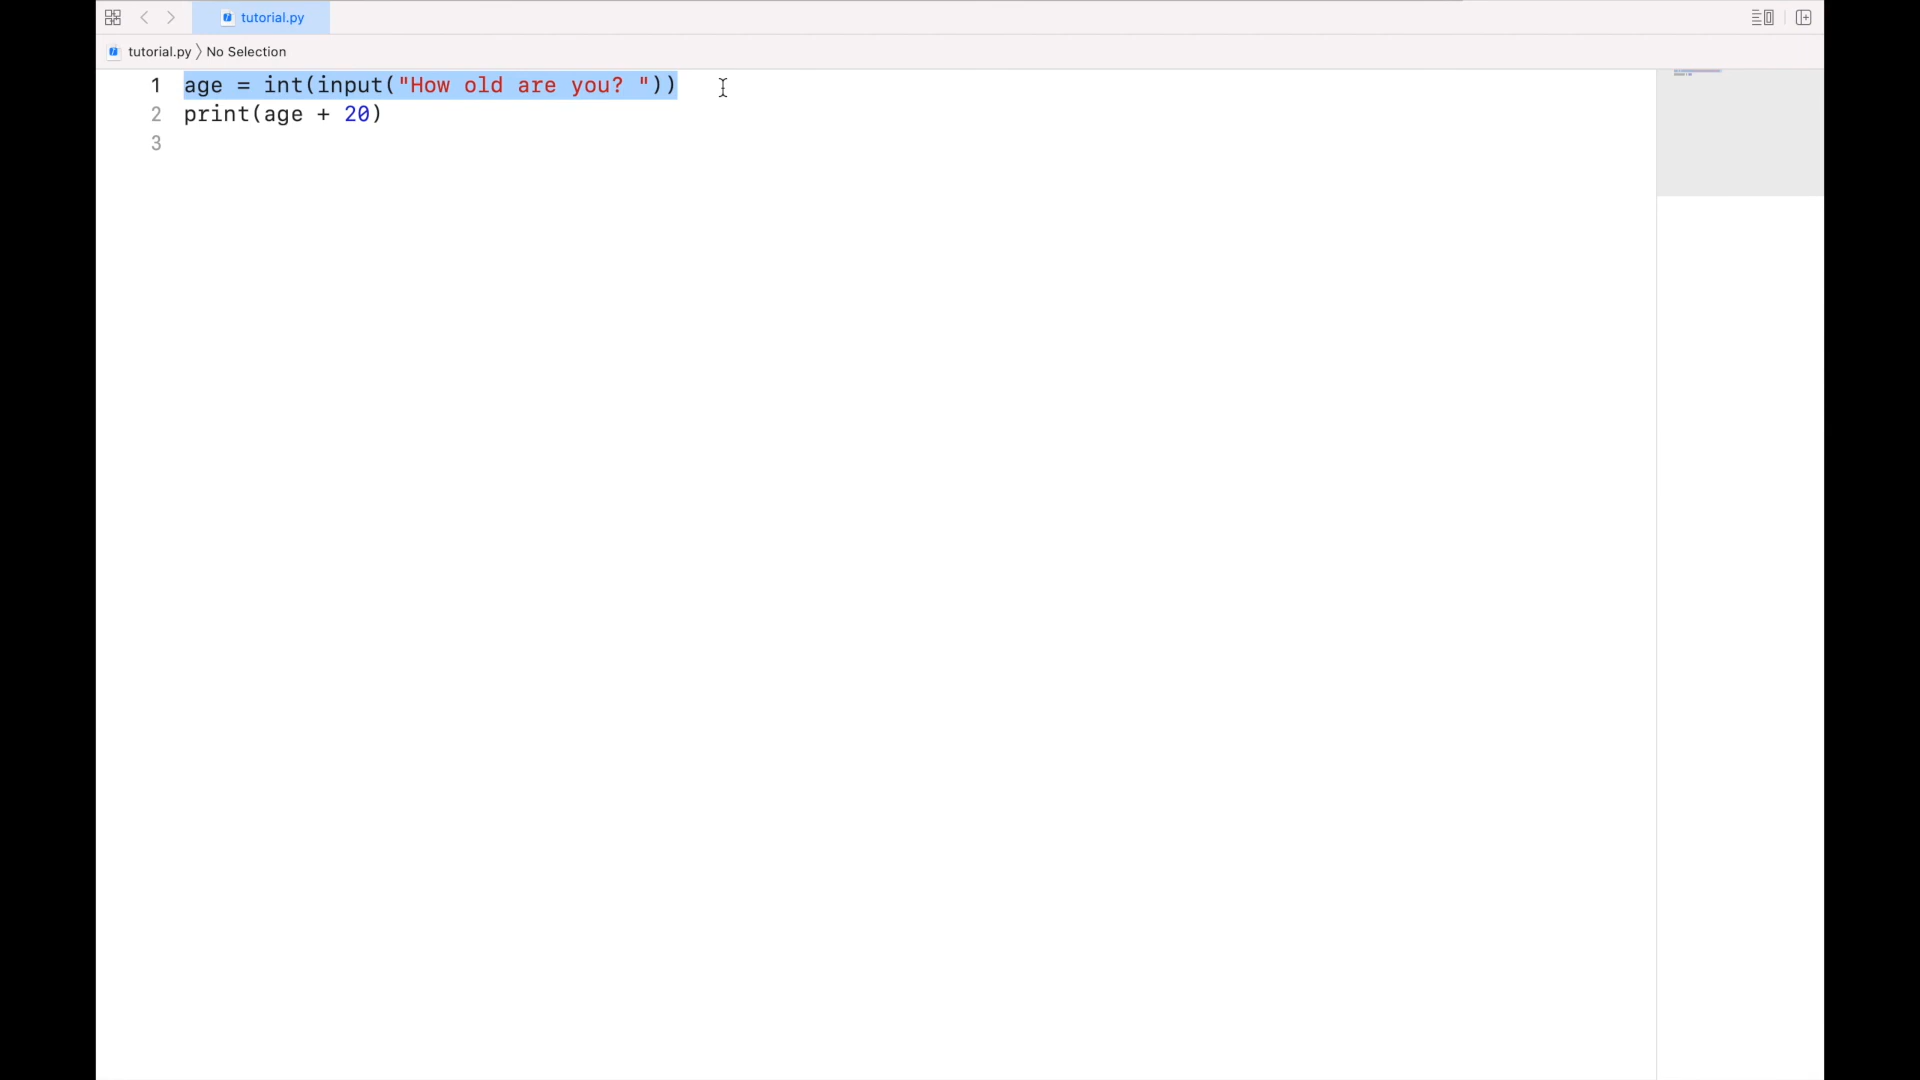 tutorial.py
tutorial.py 〉No Selection
1 age = int(input("How old are you? "))
2 print(age + 20)
3